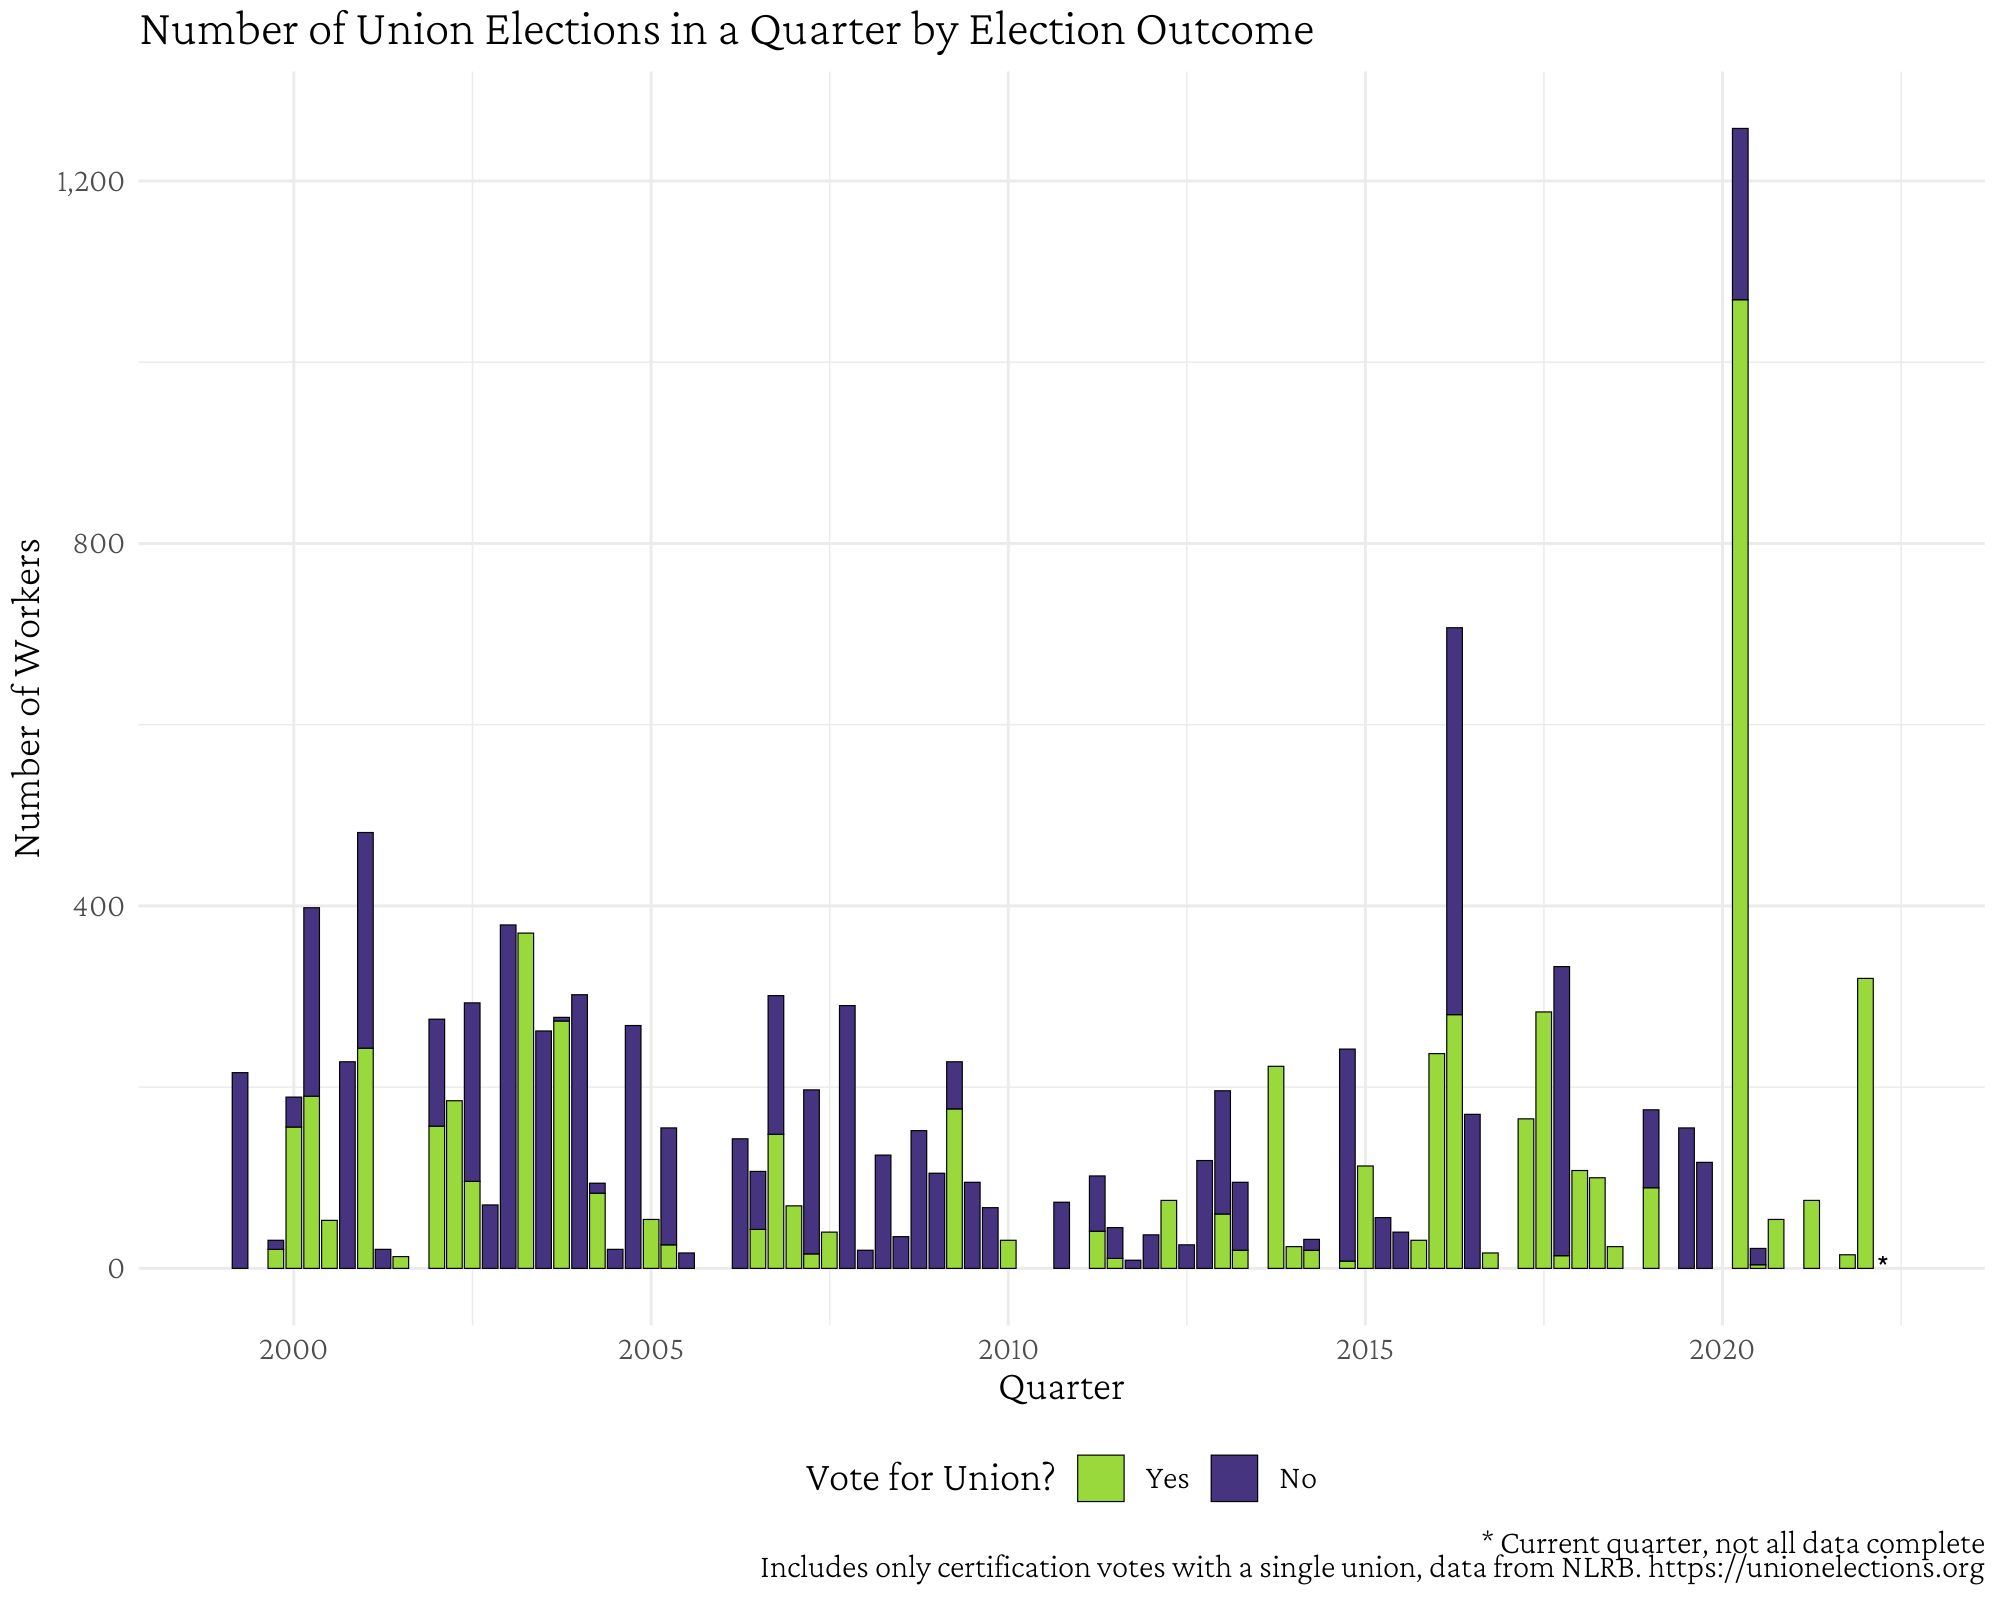 Number of Union Elections in a Quarter by Election Outcome
Number of Workers
1,200
800
400
0
*
2000 2005 2010 2015 2020
Quarter
Vote for Union? Yes No
* Current quarter, not all data complete
Includes only certification votes with a single union, data from NLRB. https://unionelections.org